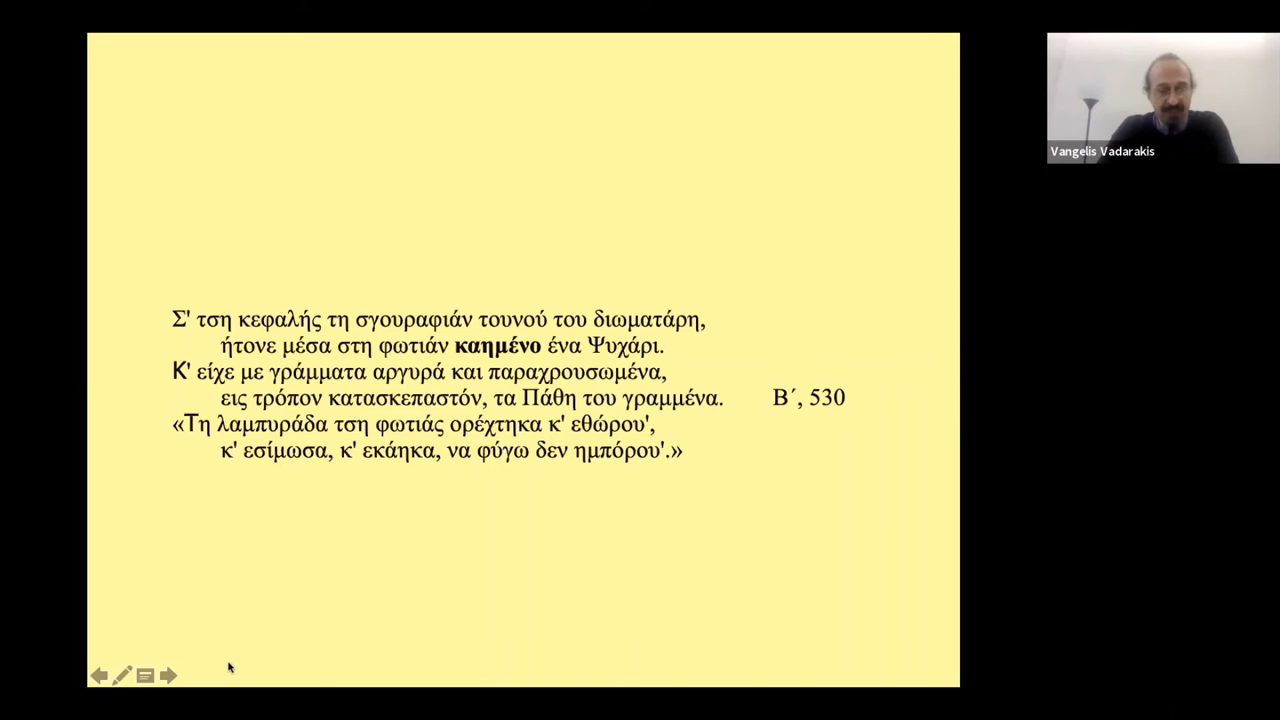 Σ' τση κεφαλής τη σγουραφιάν τουνού του διωματάρη,
ήτονε μέσα στη φωτιάν καημένο ένα Ψυχάρι.
Κ' είχε με γράμματα αργυρά και παραχρουσωμένα,
εις τρόπον κατασκεπαστόν, τα Πάθη του γραμμένα. Β΄, 530
«Τη λαμπυράδα τση φωτιάς ορέχτηκα κ' εθώρου',
κ' εσίμωσα, κ' εκάηκα, να φύγω δεν ημπόρου'.»
Vangelis Vadarakis